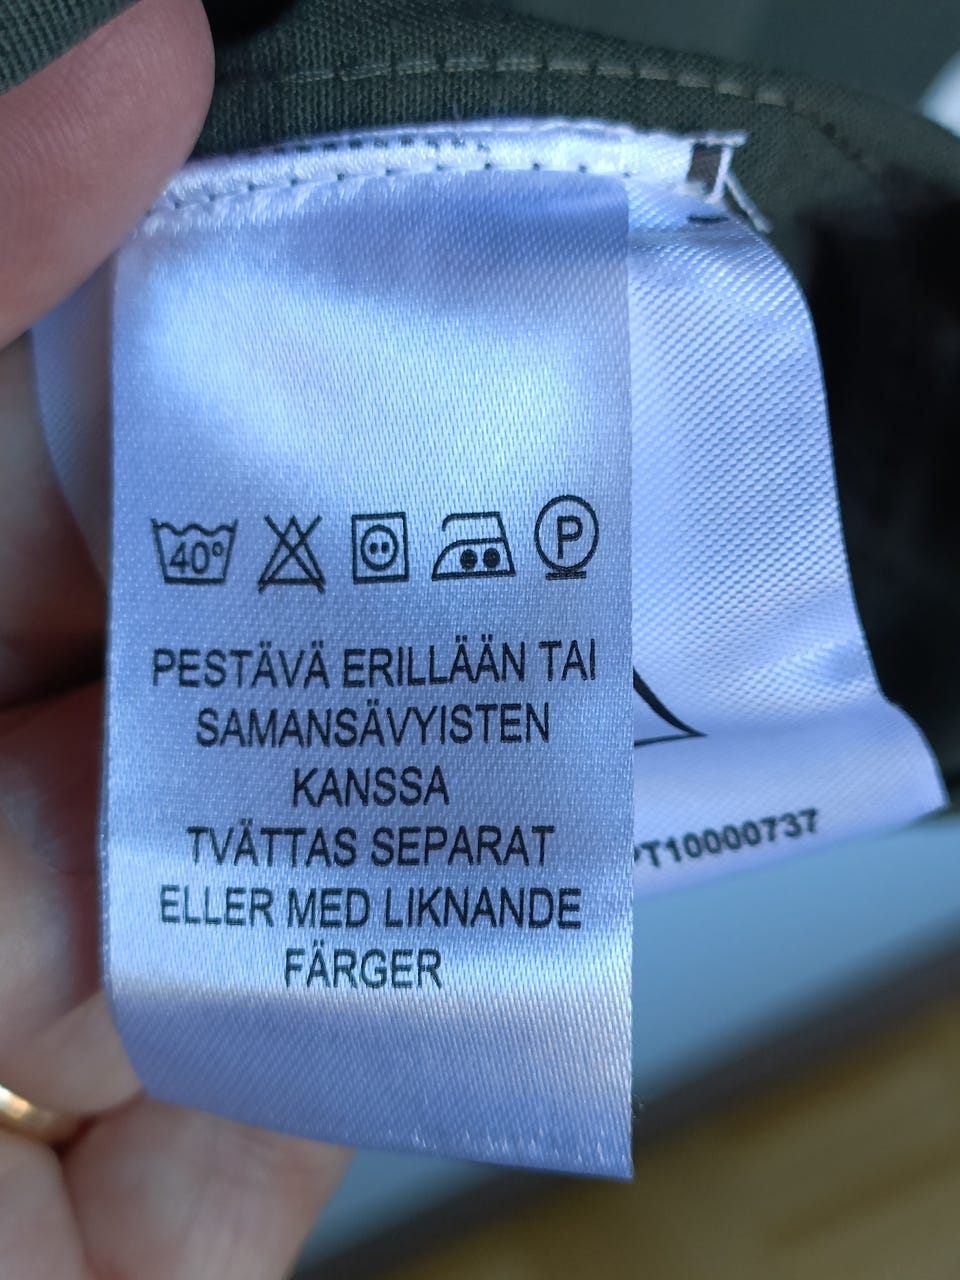 40°
P
PESTÄVÄ ERILLÄÄN TAI
SAMANSÄVYISTEN
KANSSA
TVÄTTAS SEPARAT
ELLER MED LIKNANDE
FÄRGER
T10000737